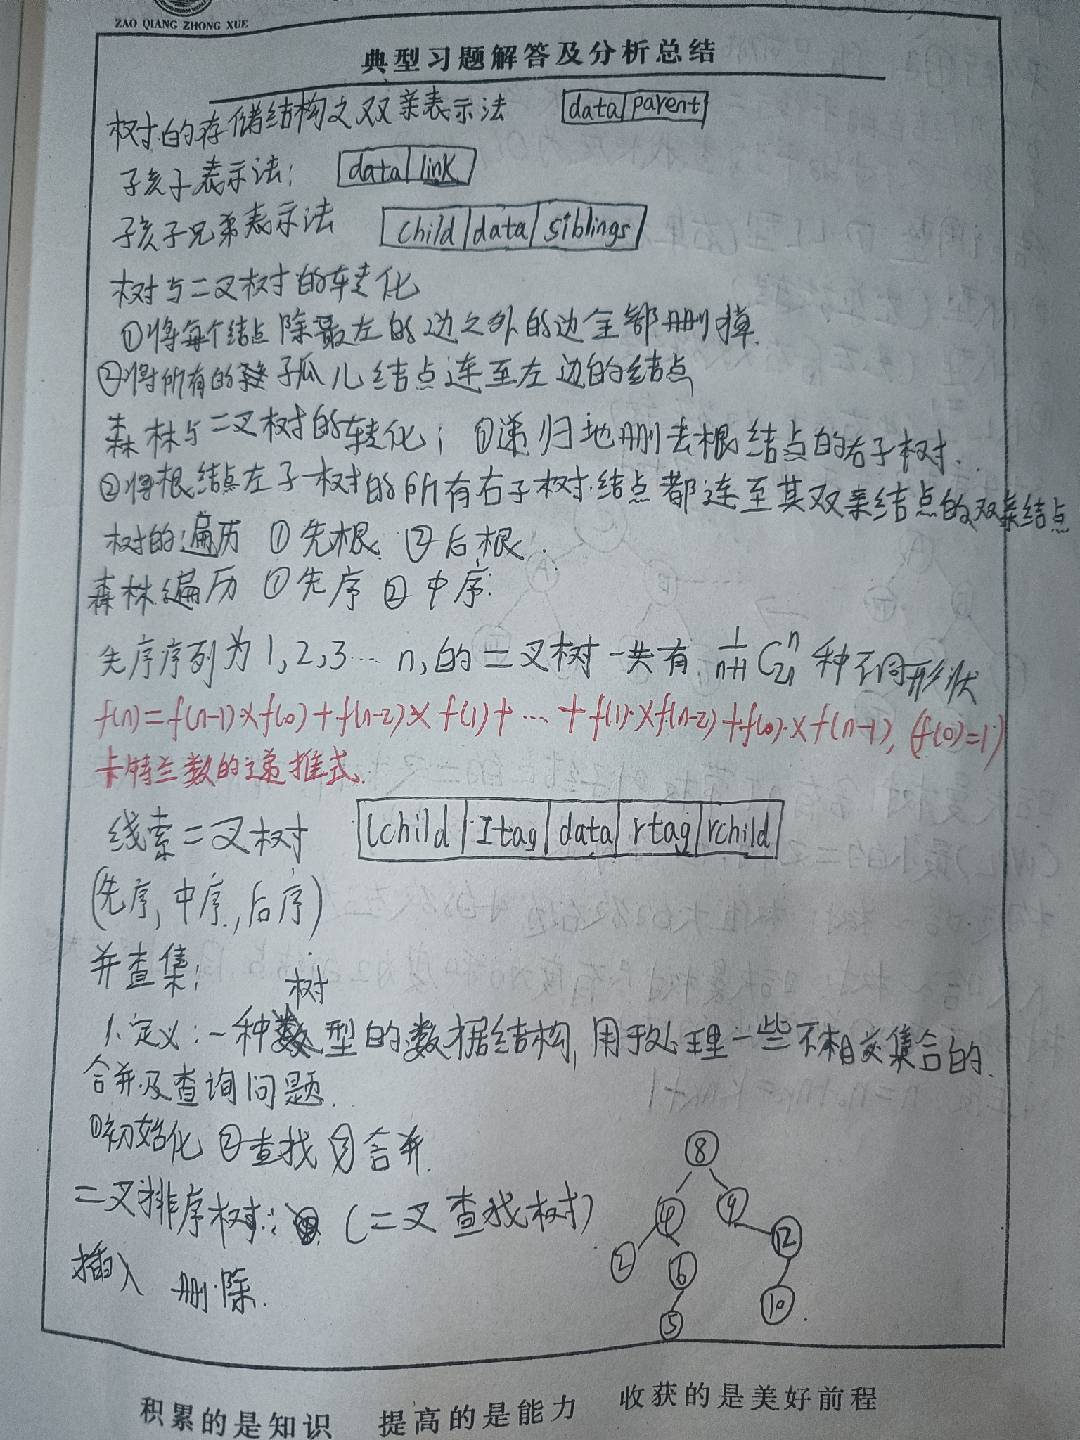 ZAO QIANG ZHONG XUE
典型习题解答及分析总结
树的存储结构之双亲表示法 data parent
孩子表示法: data link
孩子兄弟表示法 child data siblings
树与二叉树的转化
①将每个结点除最左的边之外的边全部删掉
②将所有的孤儿结点连至左边的结点
森林与二叉树的转化; ①递归地删去根结点的右子树.
②将根结点左子树的所有右子树结点都连至其双亲结点的双亲结点
树的遍历 ①先根 ②后根.
森林遍历 ①先序 ②中序.
先序序列为1,2,3…n,的二叉树一共有 1/(n+1) C_{2n}^{n} 种不同形状
f(n)=f(n-1)×f(0)+f(n-2)×f(1)+…+f(1)×f(n-2)+f(0)×f(n-1), (f(0)=1)
卡特兰数的递推式.
线索二叉树 lchild Itag data rtag rchild
(先序,中序,后序)
并查集:
1.定义:一种树型的数据结构,用于处理一些不相交集合的
合并及查询问题.
①初始化 ②查找 ③合并.
二叉排序树: (二叉查找树)
插入 删除.
8
4 9
2 6 12
5 10
积累的是知识 提高的是能力 收获的是美好前程